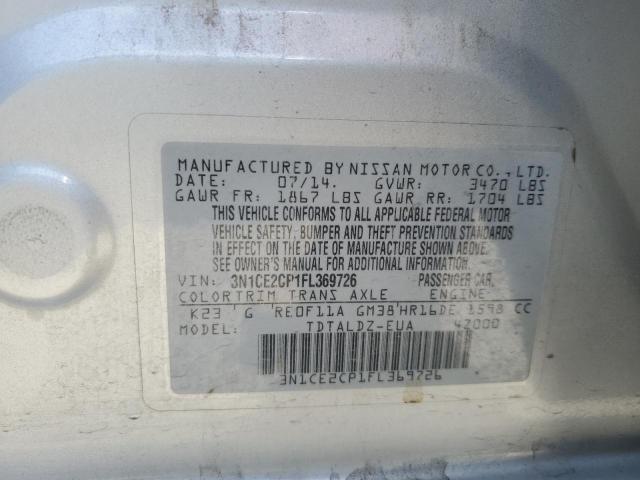 MANUFACTURED BY NISSAN MOTOR CO., LTD.
DATE: 07/14. GVWR: 3470 LBS
GAWR FR: 1867 LBS GAWR RR: 1704 LBS
THIS VEHICLE CONFORMS TO ALL APPLICABLE FEDERAL MOTOR
VEHICLE SAFETY, BUMPER AND THEFT PREVENTION STANDARDS
IN EFFECT ON THE DATE OF MANUFACTURE SHOWN ABOVE.
SEE OWNER'S MANUAL FOR ADDITIONAL INFORMATION.
VIN: 3N1CE2CP1FL369726 PASSENGER CAR.
COLOR TRIM TRANS AXLE ENGINE
K23 G RE0F11A GM38 HR16DE 1598 CC
MODEL: TDTALDZ-EUA 42000
3N1CE2CP1FL369726